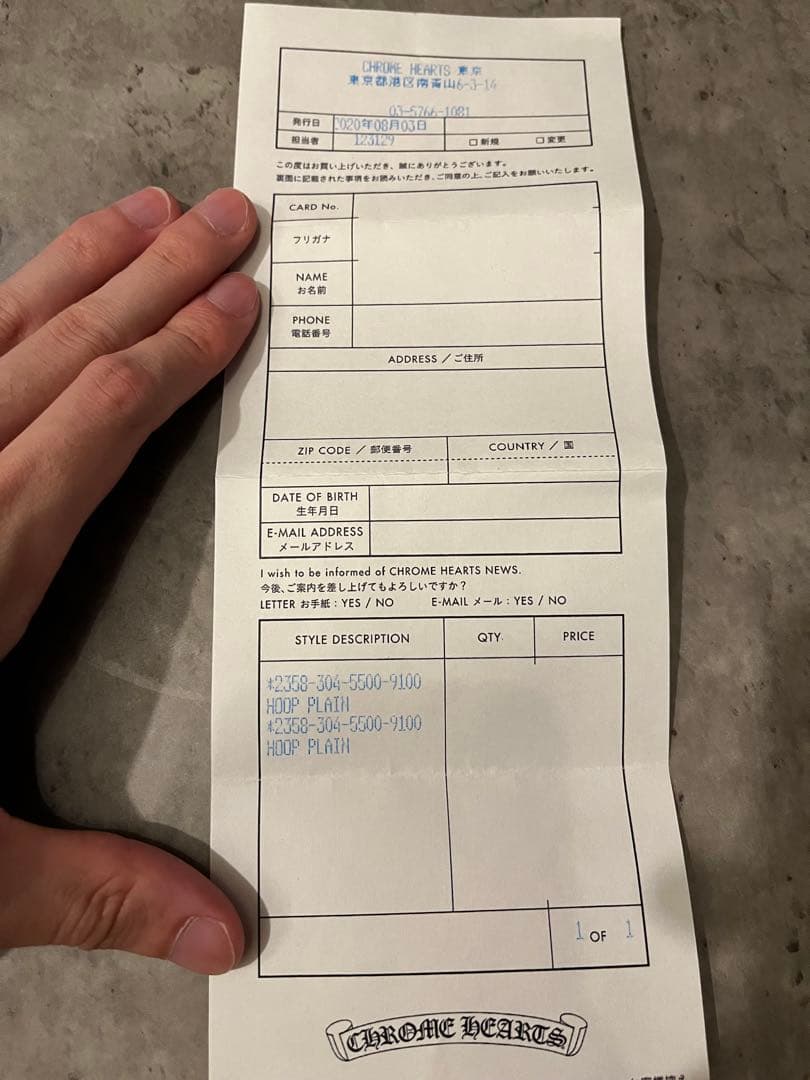 CHROME HEARTS 東京
東京都港区南青山6-3-14
03-5766-1081
発行日 2020年08月03日
担当者 123129 □新規 □変更
この度はお買い上げいただき、誠にありがとうございます。
裏面に記載された事項をお読みいただき、ご同意の上、ご記入をお願いいたします。
CARD No.
フリガナ
NAME
お名前
PHONE
電話番号
ADDRESS / ご住所
ZIP CODE / 郵便番号 COUNTRY / 国
DATE OF BIRTH
生年月日
E-MAIL ADDRESS
メールアドレス
I wish to be informed of CHROME HEARTS NEWS.
今後、ご案内を差し上げてもよろしいですか?
LETTER お手紙 : YES / NO E-MAIL メール : YES / NO
STYLE DESCRIPTION QTY. PRICE
*2358-304-5500-9100
HOOP PLAIN
*2358-304-5500-9100
HOOP PLAIN
1 OF 1
CHROME HEARTS